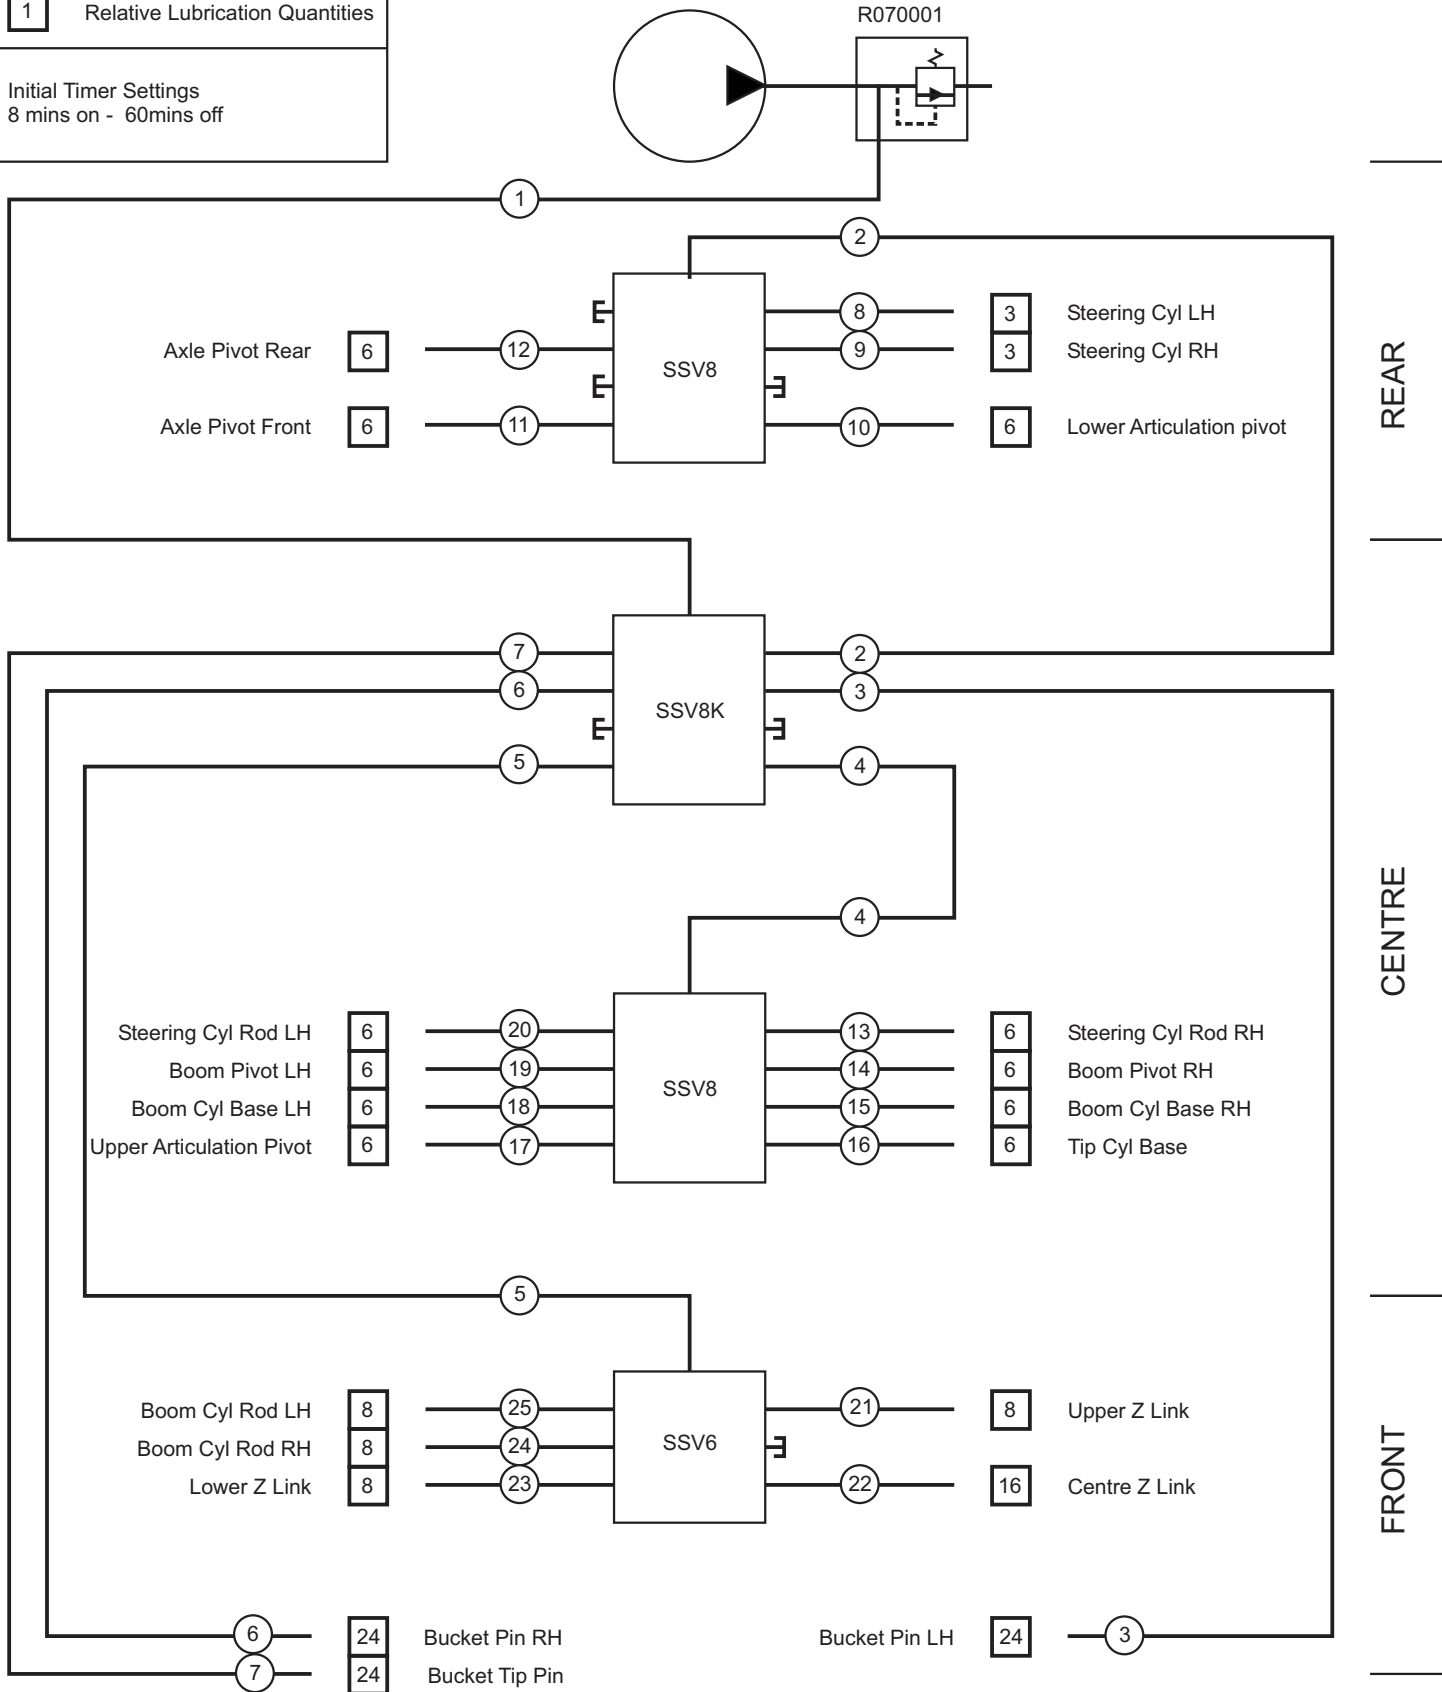 1 Relative Lubrication Quantities
R070001
Initial Timer Settings
8 mins on - 60mins off
1
2
8 3 Steering Cyl LH
Axle Pivot Rear 6 12 9 3 Steering Cyl RH
SSV8
Axle Pivot Front 6 11 10 6 Lower Articulation pivot
REAR
7 2
6 3
SSV8K
5 4
CENTRE
4
Steering Cyl Rod LH 6 20 13 6 Steering Cyl Rod RH
Boom Pivot LH 6 19 14 6 Boom Pivot RH
SSV8
Boom Cyl Base LH 6 18 15 6 Boom Cyl Base RH
Upper Articulation Pivot 6 17 16 6 Tip Cyl Base
5
Boom Cyl Rod LH 8 25 21 8 Upper Z Link
Boom Cyl Rod RH 8 24 SSV6
Lower Z Link 8 23 22 16 Centre Z Link
FRONT
6 24 Bucket Pin RH Bucket Pin LH 24 3
7 24 Bucket Tip Pin